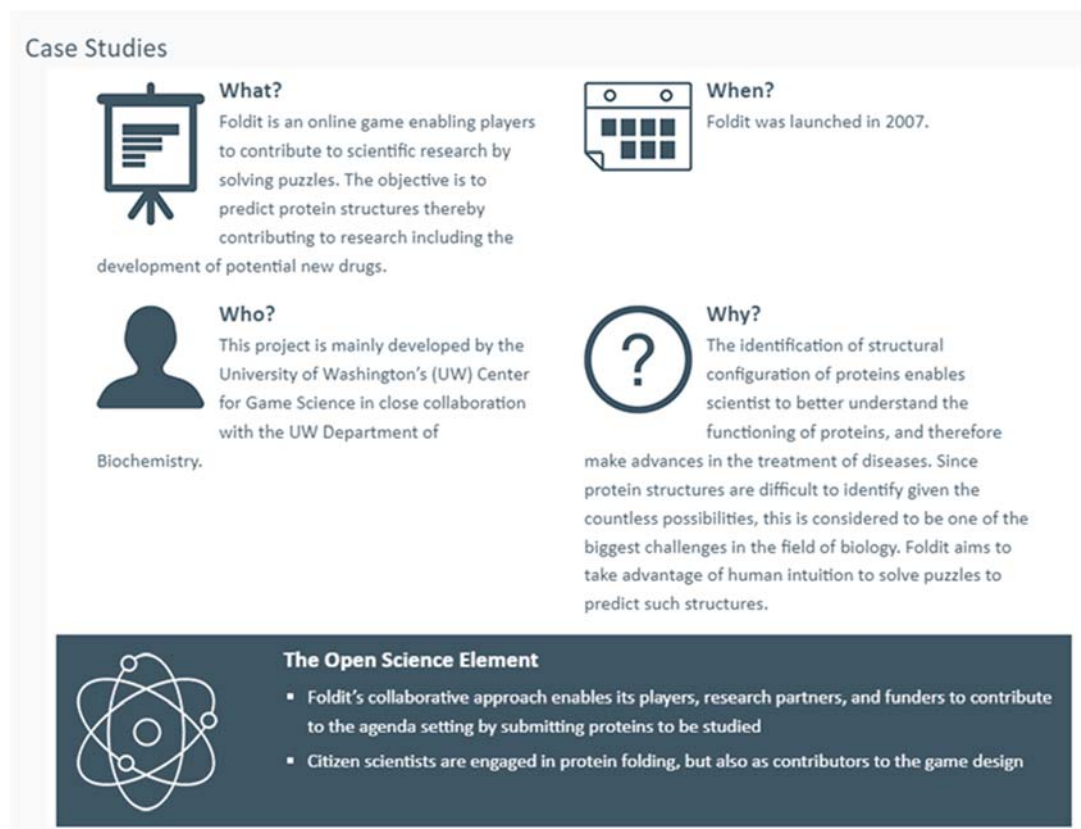 Case Studies
What?
Foldit is an online game enabling players
to contribute to scientific research by
solving puzzles. The objective is to
predict protein structures thereby
contributing to research including the
development of potential new drugs.
When?
Foldit was launched in 2007.
Who?
This project is mainly developed by the
University of Washington's (UW) Center
for Game Science in close collaboration
with the UW Department of
Biochemistry.
Why?
The identification of structural
configuration of proteins enables
scientist to better understand the
functioning of proteins, and therefore
make advances in the treatment of diseases. Since
protein structures are difficult to identify given the
countless possibilities, this is considered to be one of the
biggest challenges in the field of biology. Foldit aims to
take advantage of human intuition to solve puzzles to
predict such structures.
The Open Science Element
▪ Foldit's collaborative approach enables its players, research partners, and funders to contribute
to the agenda setting by submitting proteins to be studied
▪ Citizen scientists are engaged in protein folding, but also as contributors to the game design